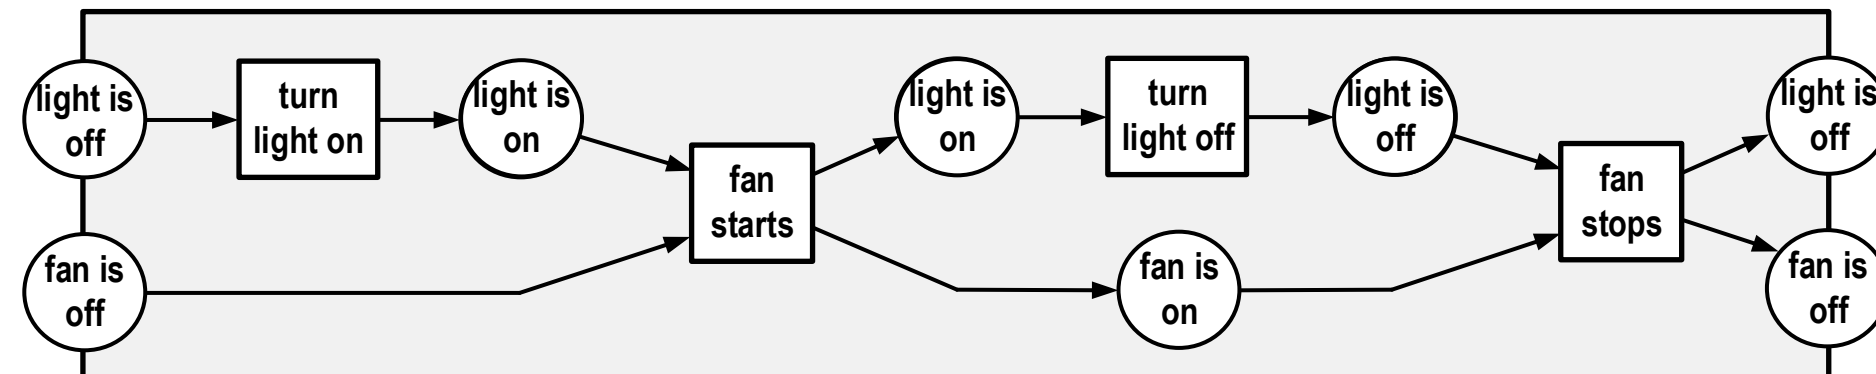 light is
off
turn
light on
light is
on
fan
starts
light is
on
turn
light off
light is
off
fan
stops
light is
off
fan is
off
fan is
on
fan is
off